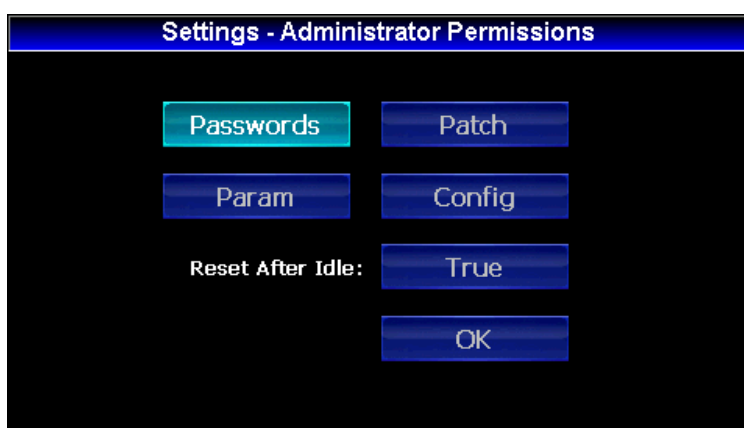 Settings - Administrator Permissions
Passwords Patch
Param Config
Reset After Idle: True
OK